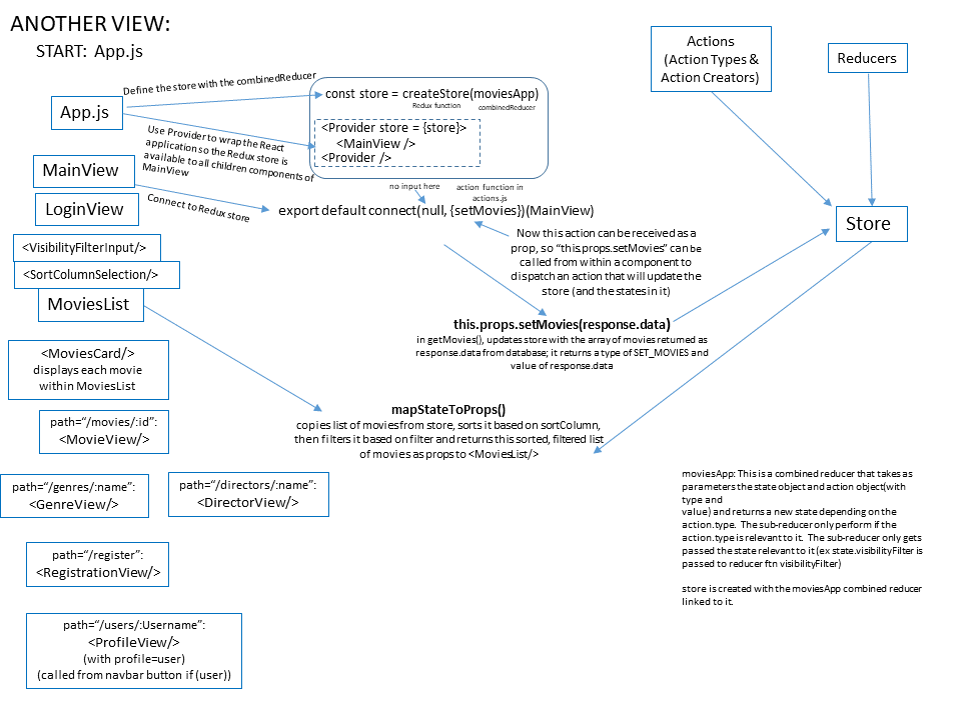 ANOTHER VIEW:
START: App.js
Define the store with the combinedReducer
App.js
Use Provider to wrap the React
application so the Redux store is
available to all children components of
MainView
const store = createStore(moviesApp)
Redux function
combinedReducer
<Provider store = {store}>
<MainView />
<Provider />
Actions
(Action Types &
Action Creators)
Reducers
MainView
Connect to Redux store
no input here
action function in
actions.js
export default connect(null, {setMovies})(MainView)
LoginView
Store
<VisibilityFilterInput/>
<SortColumnSelection/>
MoviesList
Now this action can be received as a
prop, so “this.props.setMovies” can be
called from within a component to
dispatch an action that will update the
store (and the states in it)
this.props.setMovies(response.data)
in getMovies(), updates store with the array of movies returned as
response.data from database; it returns a type of SET_MOVIES and
value of response.data
<MoviesCard/>
displays each movie
within MoviesList
mapStateToProps()
copies list of movies from store, sorts it based on sortColumn,
then filters it based on filter and returns this sorted, filtered list
of movies as props to <MoviesList/>
path=“/movies/:id”:
<MovieView/>
path=“/genres/:name”:
<GenreView/>
path=“/directors/:name”:
<DirectorView/>
path=“/register”:
<RegistrationView/>
path=“/users/:Username”:
<ProfileView/>
(with profile=user)
(called from navbar button if (user))
moviesApp: This is a combined reducer that takes as
parameters the state object and action object(with
type and
value) and returns a new state depending on the
action.type. The sub-reducer only perform if the
action.type is relevant to it. The sub-reducer only gets
passed the state relevant to it (ex state.visibilityFilter is
passed to reducer ftn visibilityFilter)
store is created with the moviesApp combined reducer
linked to it.